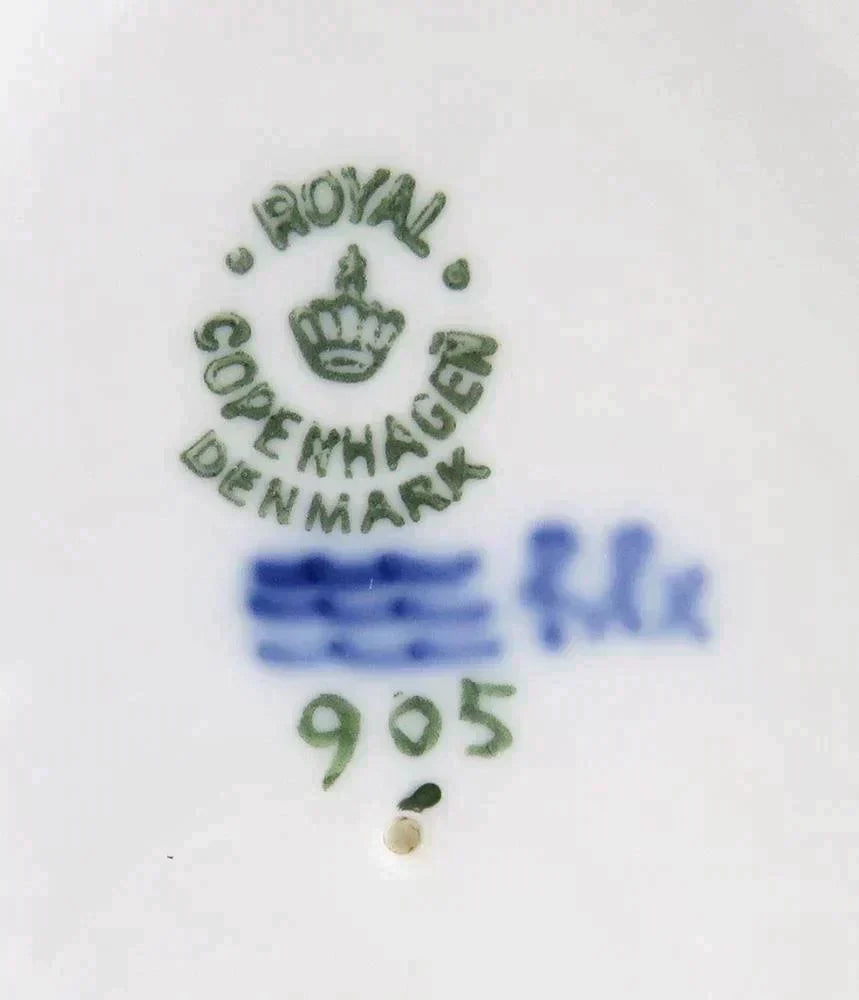 ROYAL
COPENHAGEN
DENMARK
905